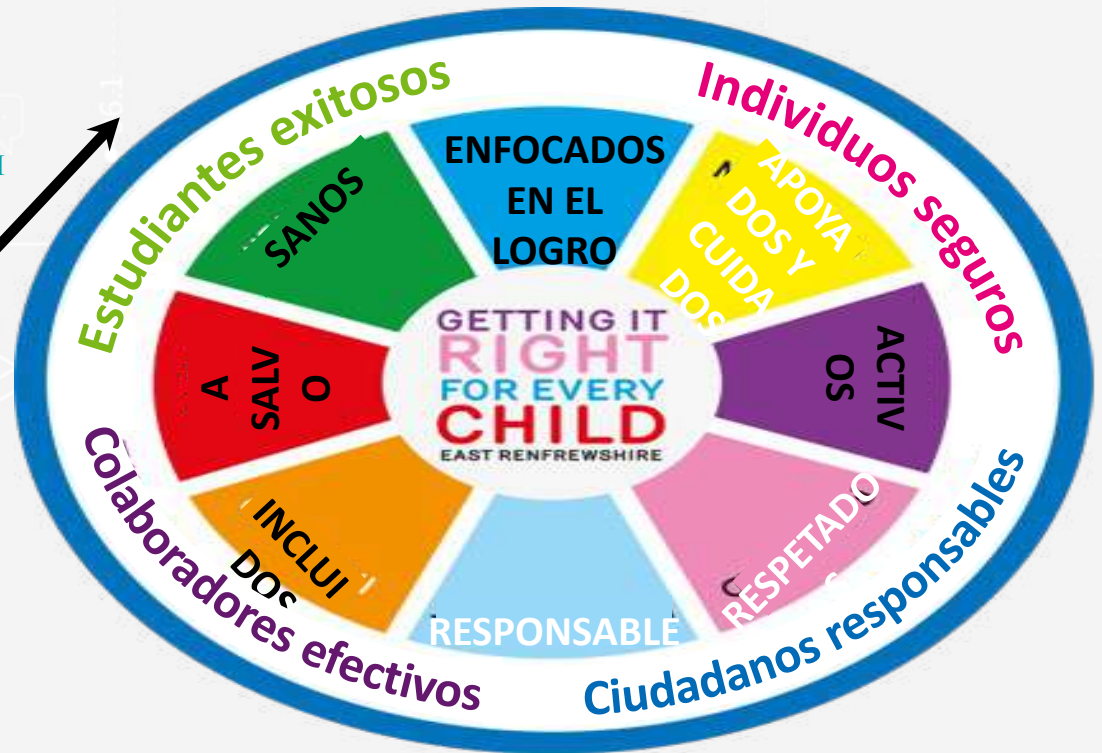 Estudiantes exitosos
Individuos seguros
ENFOCADOS
EN EL
LOGRO
APOYA
DOS Y
CUIDA
DOS
ACTIV
OS
RESPETADO
RESPONSABLE
INCLUI
DOS
A
SALV
O
SANOS
GETTING IT
RIGHT
FOR EVERY
CHILD
EAST RENFREWSHIRE
Colaboradores efectivos
Ciudadanos responsables